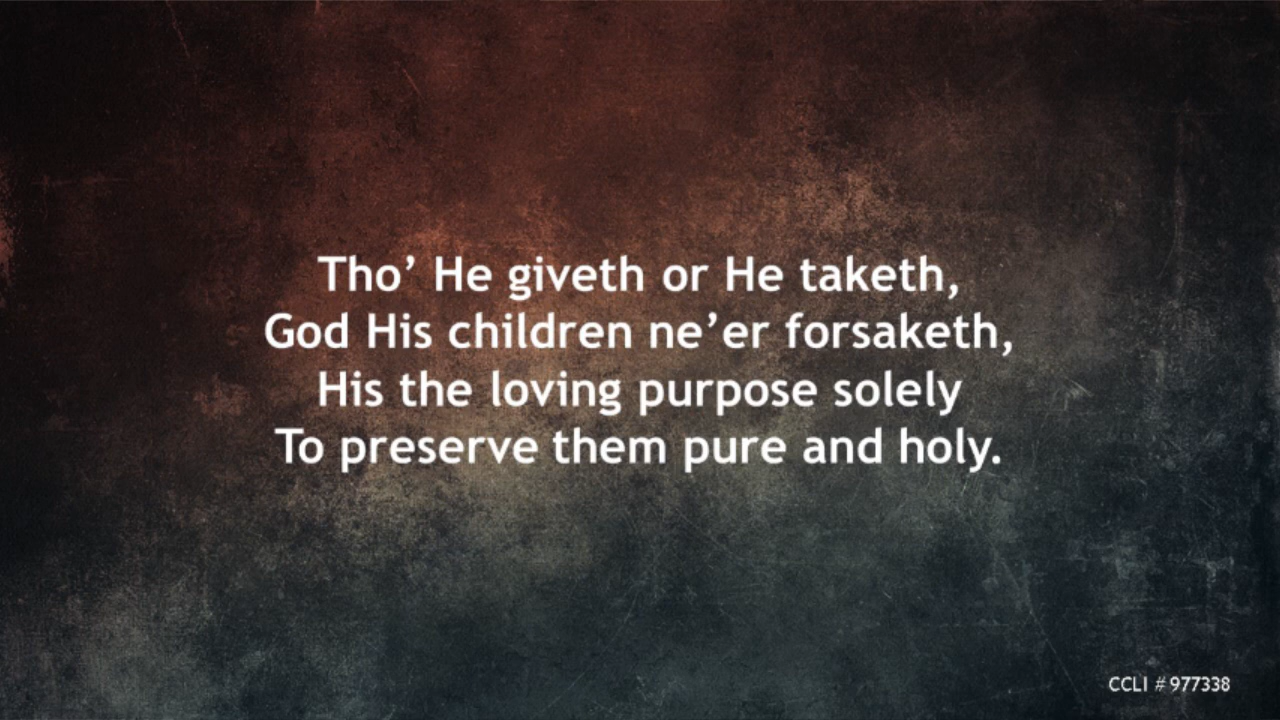 Tho’ He giveth or He taketh,
God His children ne’er forsaketh,
His the loving purpose solely
To preserve them pure and holy.
CCLI # 977338